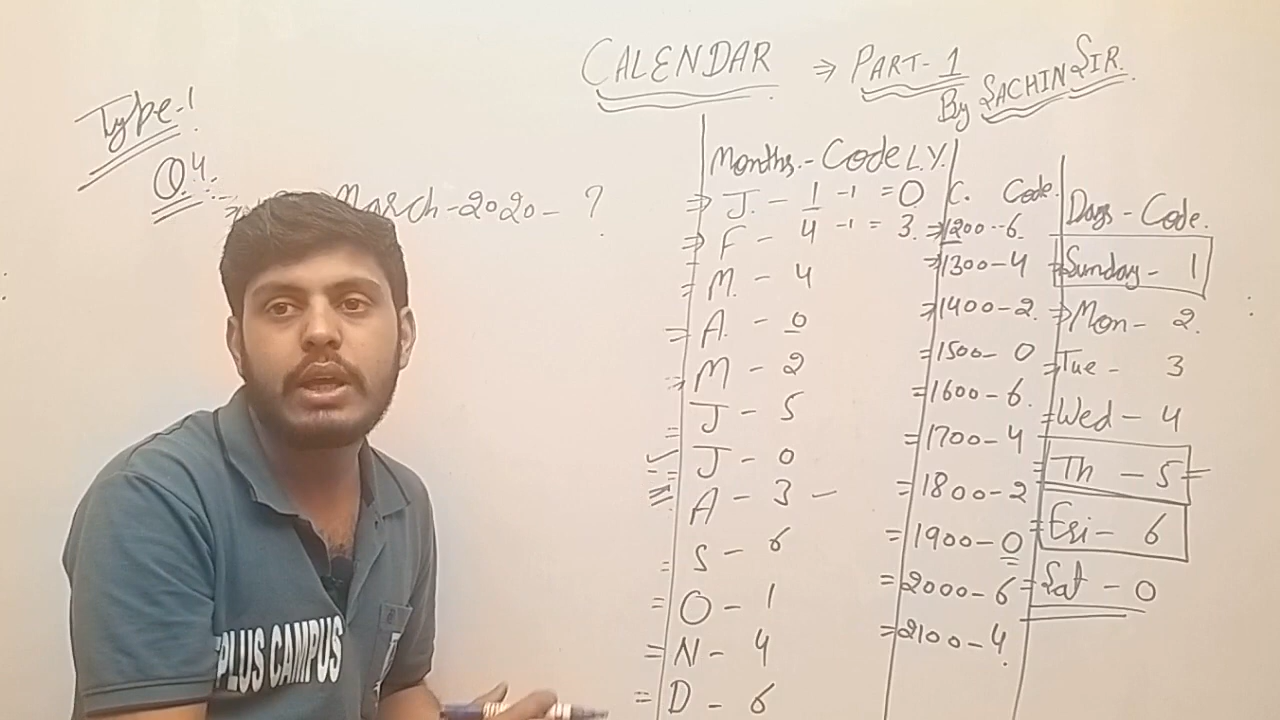 CALENDAR ⇒ PART-1
By SACHIN SIR.
Type-1
Q.4.
March-2020- ?
Months.- Code L.Y.
J. - 1 -1 = 0
F - 4 -1 = 3.
M. - 4
A. - 0
M - 2
J - 5
J - 0
A - 3 -
S - 6
O - 1
N - 4
D - 6
C. Code.
⇒1200--6.
⇒1300-4
=1400-2.
=1500- 0
=1600-6.
=1700-4
=1800-2
=1900-0
=2000-6
=2100-4.
Days-Code.
Sunday- 1
⇒Mon- 2.
Tue- 3
Wed- 4
Th - 5
Fri- 6
Sat - 0
PLUS CAMPUS